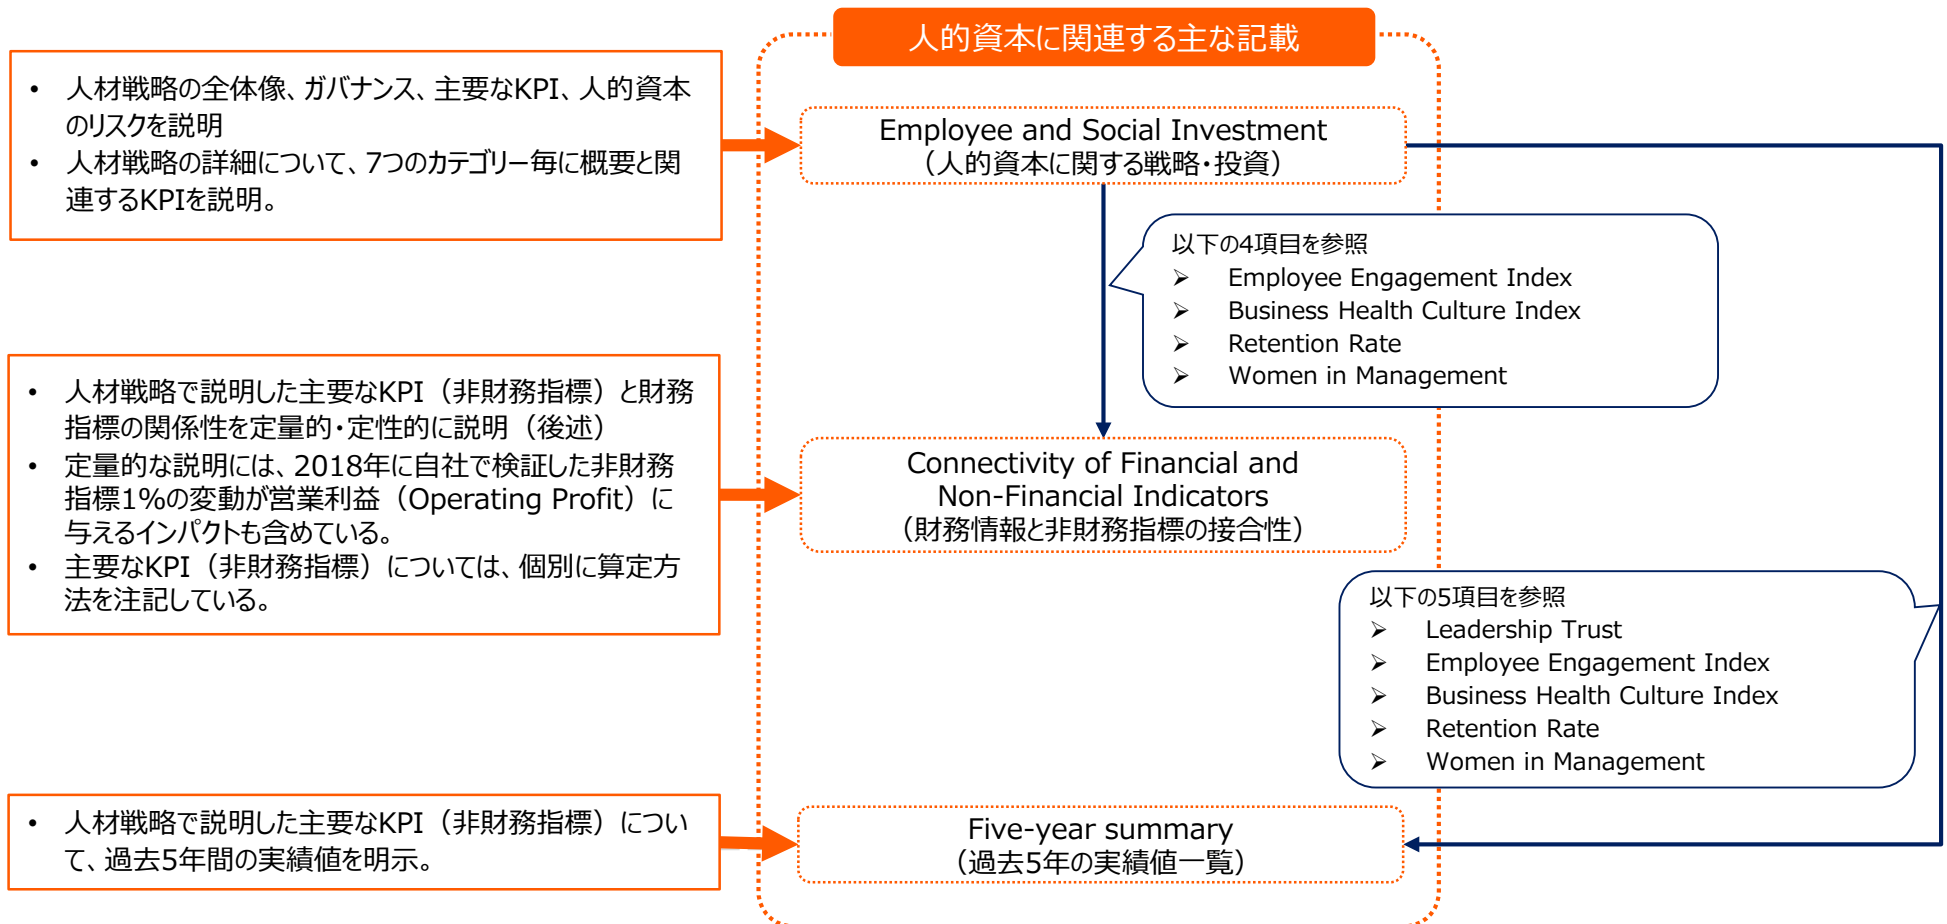 人的資本に関連する主な記載
• 人材戦略の全体像、ガバナンス、主要なKPI、人的資本
のリスクを説明
• 人材戦略の詳細について、7つのカテゴリー毎に概要と関
連するKPIを説明。
Employee and Social Investment
（人的資本に関する戦略・投資）
以下の4項目を参照
➢ Employee Engagement Index
➢ Business Health Culture Index
➢ Retention Rate
➢ Women in Management
• 人材戦略で説明した主要なKPI（非財務指標）と財務
指標の関係性を定量的・定性的に説明（後述）
• 定量的な説明には、2018年に自社で検証した非財務
指標1%の変動が営業利益（Operating Profit）に
与えるインパクトも含めている。
• 主要なKPI（非財務指標）については、個別に算定方
法を注記している。
Connectivity of Financial and
Non-Financial Indicators
（財務情報と非財務指標の接合性）
以下の5項目を参照
➢ Leadership Trust
➢ Employee Engagement Index
➢ Business Health Culture Index
➢ Retention Rate
➢ Women in Management
• 人材戦略で説明した主要なKPI（非財務指標）につい
て、過去5年間の実績値を明示。
Five-year summary
（過去5年の実績値一覧）